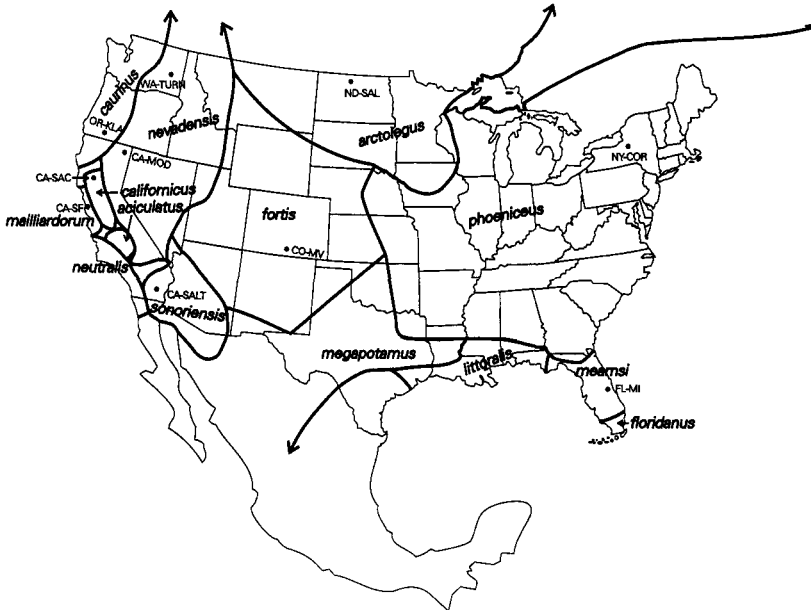 caurinus
WA-TURN
ND-SAL
OR-KLA
nevadensis
arctolegus
CA-MOD
NY-COR
CA-SAC
californicus
aciculatus
CA-SF
mailliardorum
fortis
phoeniceus
CO-MV
neutralis
CA-SALT
sonoriensis
megapotamus
littoralis
mearnsi
FL-MI
floridanus